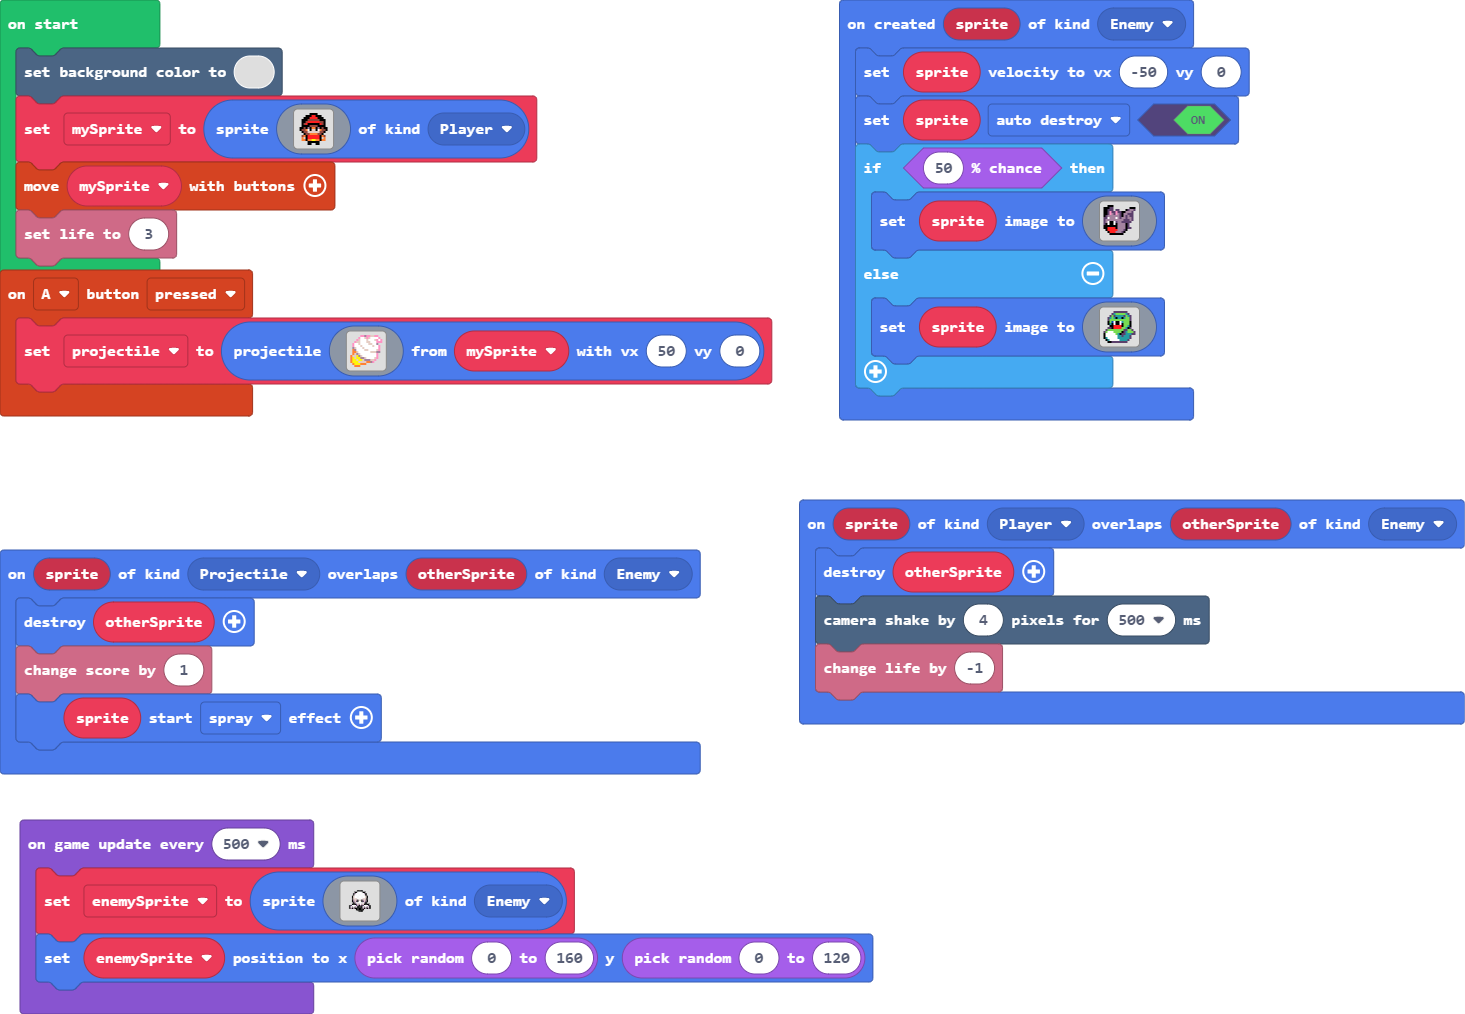 on start
set background color to
set mySprite to sprite of kind Player
move mySprite with buttons
set life to 3
on A button pressed
set projectile to projectile from mySprite with vx 50 vy 0
on created sprite of kind Enemy
set sprite velocity to vx -50 vy 0
set sprite auto destroy ON
if 50 % chance then
set sprite image to
else
set sprite image to
on sprite of kind Projectile overlaps otherSprite of kind Enemy
destroy otherSprite
change score by 1
sprite start spray effect
on sprite of kind Player overlaps otherSprite of kind Enemy
destroy otherSprite
camera shake by 4 pixels for 500 ms
change life by -1
on game update every 500 ms
set enemySprite to sprite of kind Enemy
set enemySprite position to x pick random 0 to 160 y pick random 0 to 120